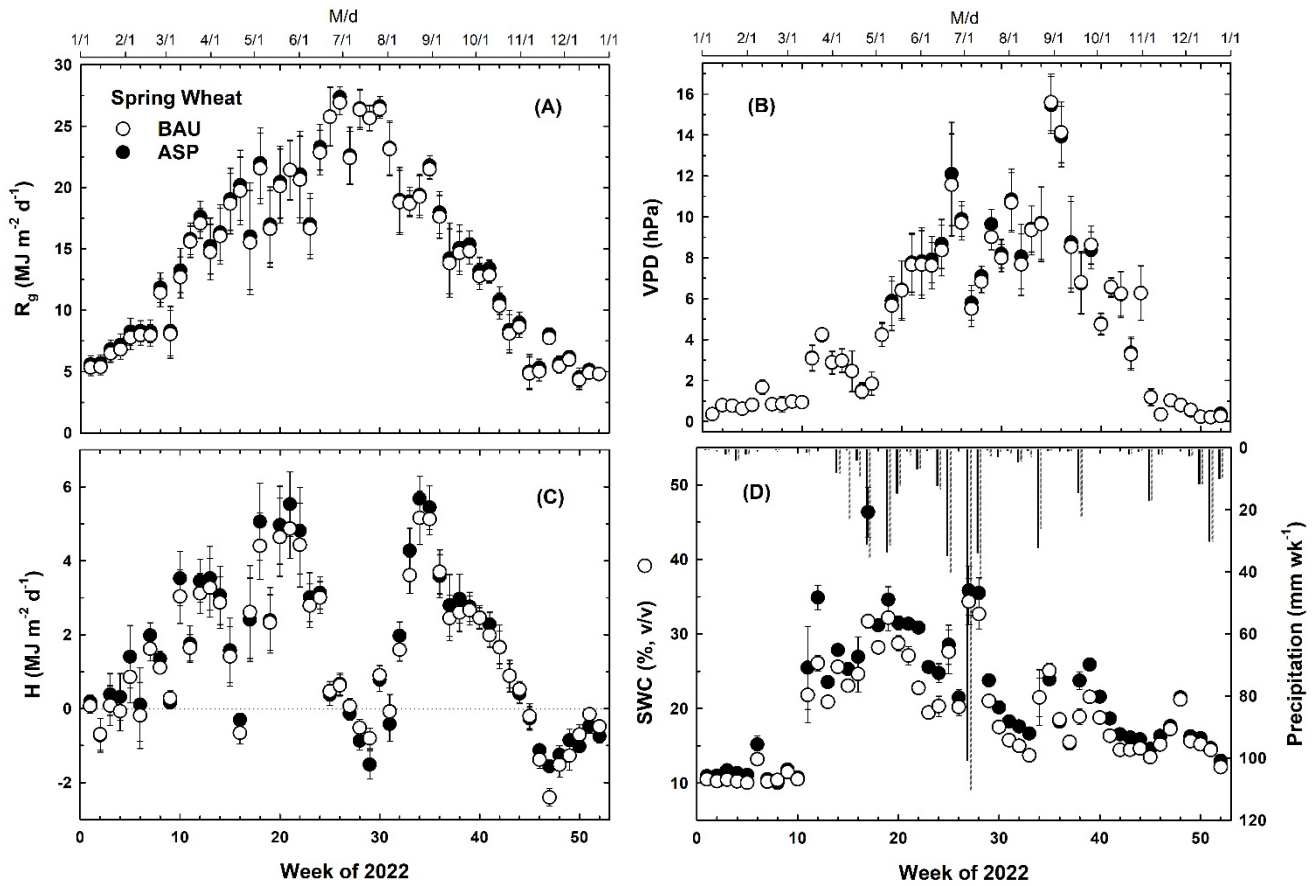 M/d
1/1 2/1 3/1 4/1 5/1 6/1 7/1 8/1 9/1 10/1 11/1 12/1 1/1
30
25
20
15
10
5
0
Rg (MJ m-2 d-1)
Spring Wheat
BAU
ASP
(A)
M/d
1/1 2/1 3/1 4/1 5/1 6/1 7/1 8/1 9/1 10/1 11/1 12/1 1/1
16
14
12
10
8
6
4
2
0
VPD (hPa)
(B)
6
4
2
0
-2
H (MJ m-2 d-1)
(C)
0 10 20 30 40 50
Week of 2022
50
40
30
20
10
SWC (%, v/v)
(D)
0
20
40
60
80
100
120
Precipitation (mm wk-1)
0 10 20 30 40 50
Week of 2022